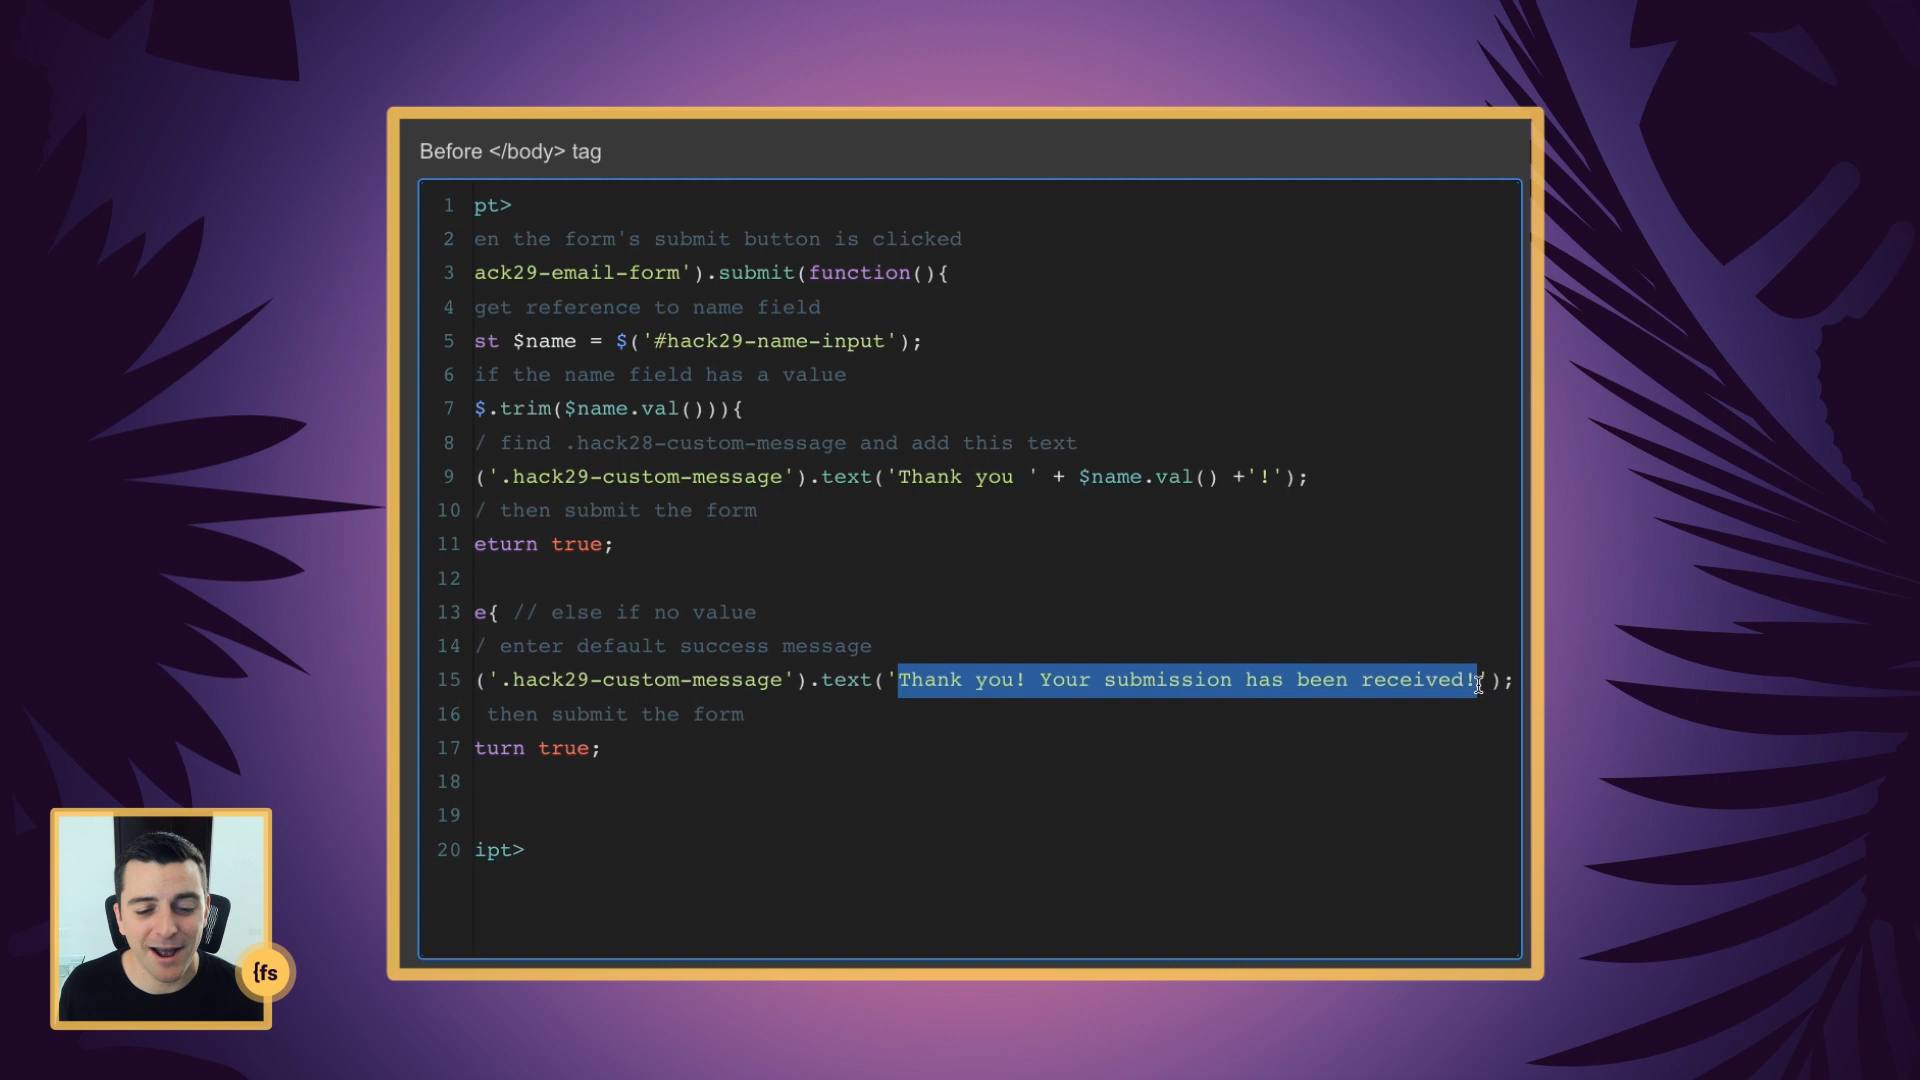 Before </body> tag
1 pt>
2 en the form's submit button is clicked
3 ack29-email-form').submit(function(){
4 get reference to name field
5 st $name = $('#hack29-name-input');
6 if the name field has a value
7 $.trim($name.val())){
8 / find .hack28-custom-message and add this text
9 ('.hack29-custom-message').text('Thank you ' + $name.val() +'!');
10 / then submit the form
11 eturn true;
12
13 e{ // else if no value
14 / enter default success message
15 ('.hack29-custom-message').text('Thank you! Your submission has been received!');
16 then submit the form
17 turn true;
18
19
20 ipt>
{fs